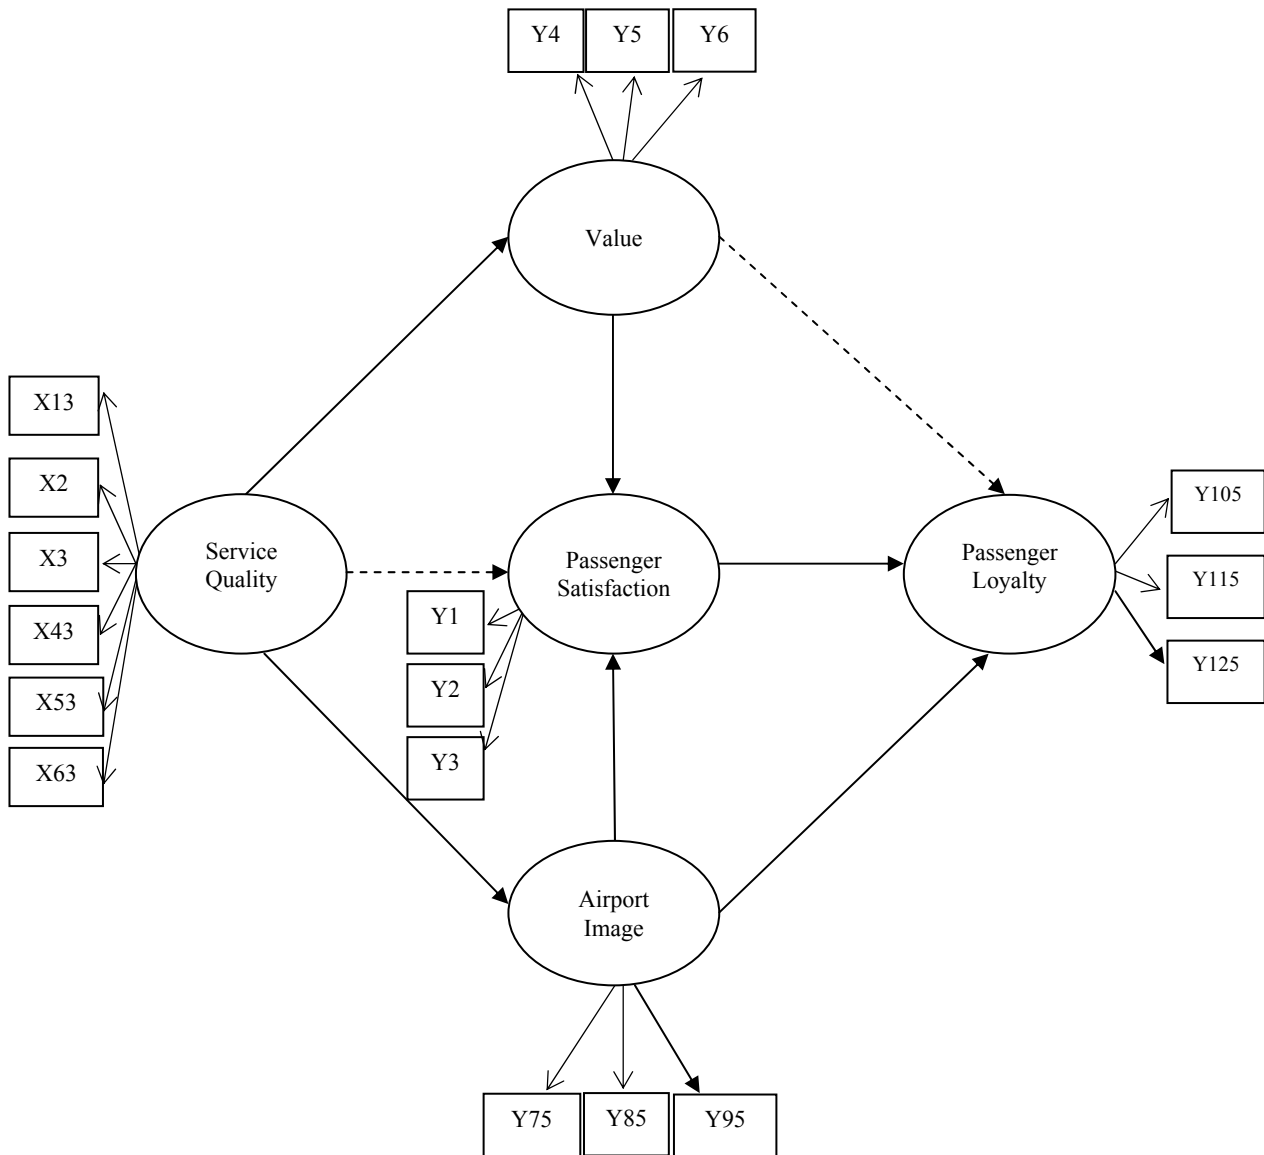 Y4
Y5
Y6
Value
X13
X2
X3
X43
X53
X63
Service
Quality
Passenger
Satisfaction
Y1
Y2
Y3
Passenger
Loyalty
Y105
Y115
Y125
Airport
Image
Y75
Y85
Y95